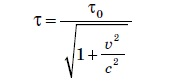 τ = τ₀ / √(1 + v²/c²)